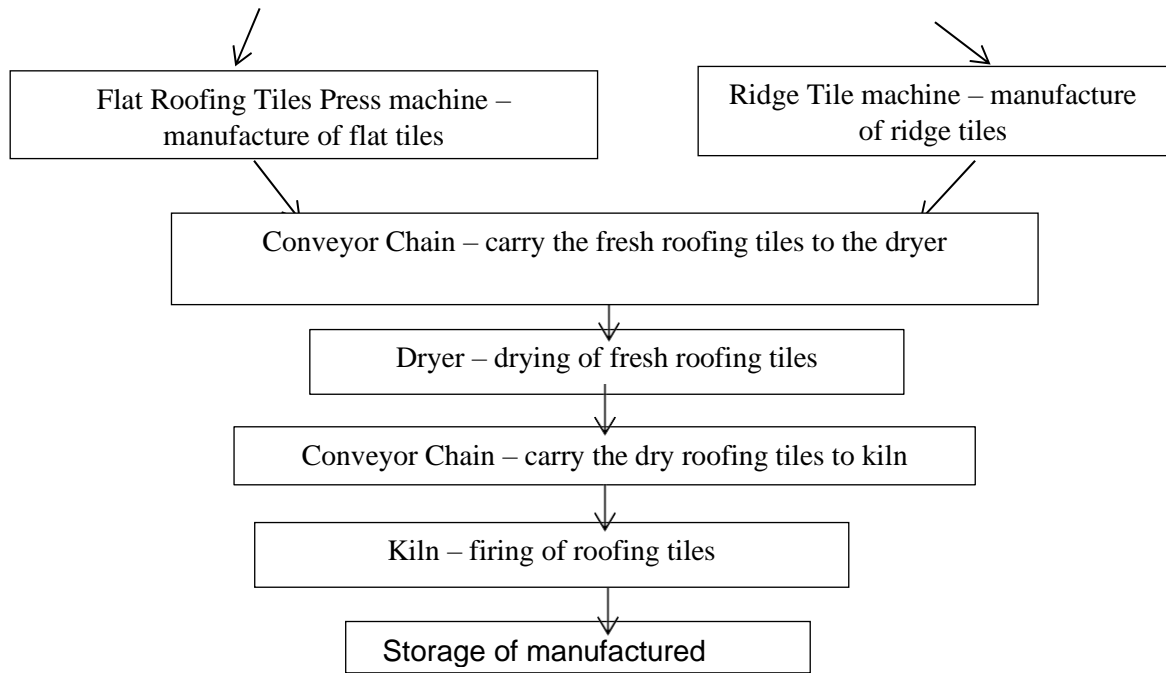 Flat Roofing Tiles Press machine –
manufacture of flat tiles
Ridge Tile machine – manufacture
of ridge tiles
Conveyor Chain – carry the fresh roofing tiles to the dryer
Dryer – drying of fresh roofing tiles
Conveyor Chain – carry the dry roofing tiles to kiln
Kiln – firing of roofing tiles
Storage of manufactured